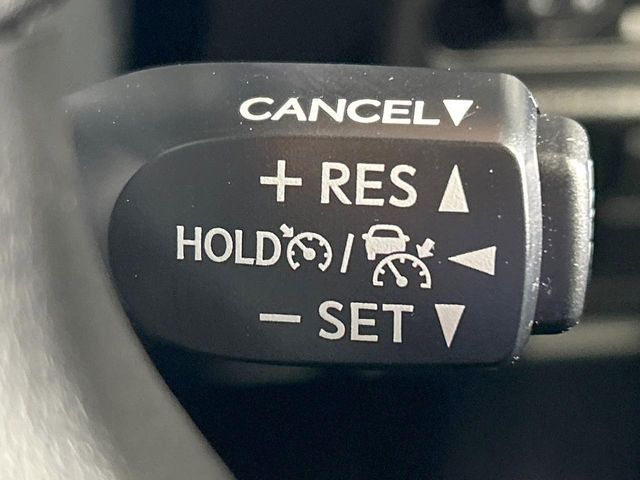 CANCEL▼
+ RES ▲
HOLD / ◀
− SET ▼